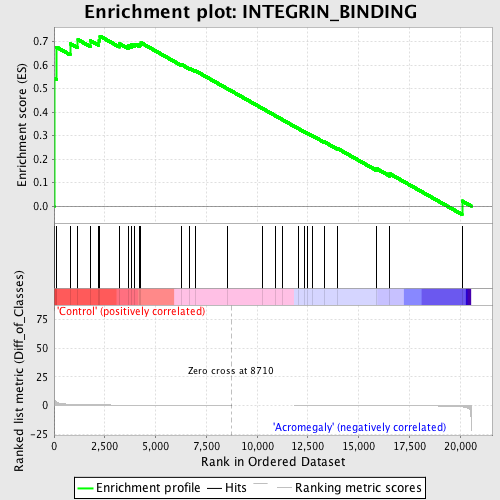 Enrichment plot: INTEGRIN_BINDING
Enrichment score (ES)
0.7
0.6
0.5
0.4
0.3
0.2
0.1
0.0
Ranked list metric (Diff_of_Classes)
'Control' (positively correlated)
75
50
25
0
-25
Zero cross at 8710
'Acromegaly' (negatively correlated)
0 2,500 5,000 7,500 10,000 12,500 15,000 17,500 20,000
Rank in Ordered Dataset
Enrichment profile Hits Ranking metric scores